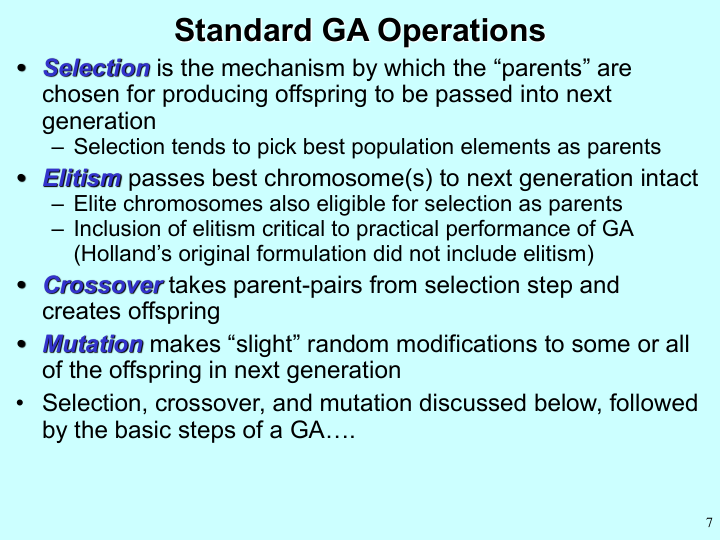 Standard GA Operations
• Selection is the mechanism by which the “parents” are
chosen for producing offspring to be passed into next
generation
– Selection tends to pick best population elements as parents
• Elitism passes best chromosome(s) to next generation intact
– Elite chromosomes also eligible for selection as parents
– Inclusion of elitism critical to practical performance of GA
(Holland’s original formulation did not include elitism)
• Crossover takes parent-pairs from selection step and
creates offspring
• Mutation makes “slight” random modifications to some or all
of the offspring in next generation
• Selection, crossover, and mutation discussed below, followed
by the basic steps of a GA….
7